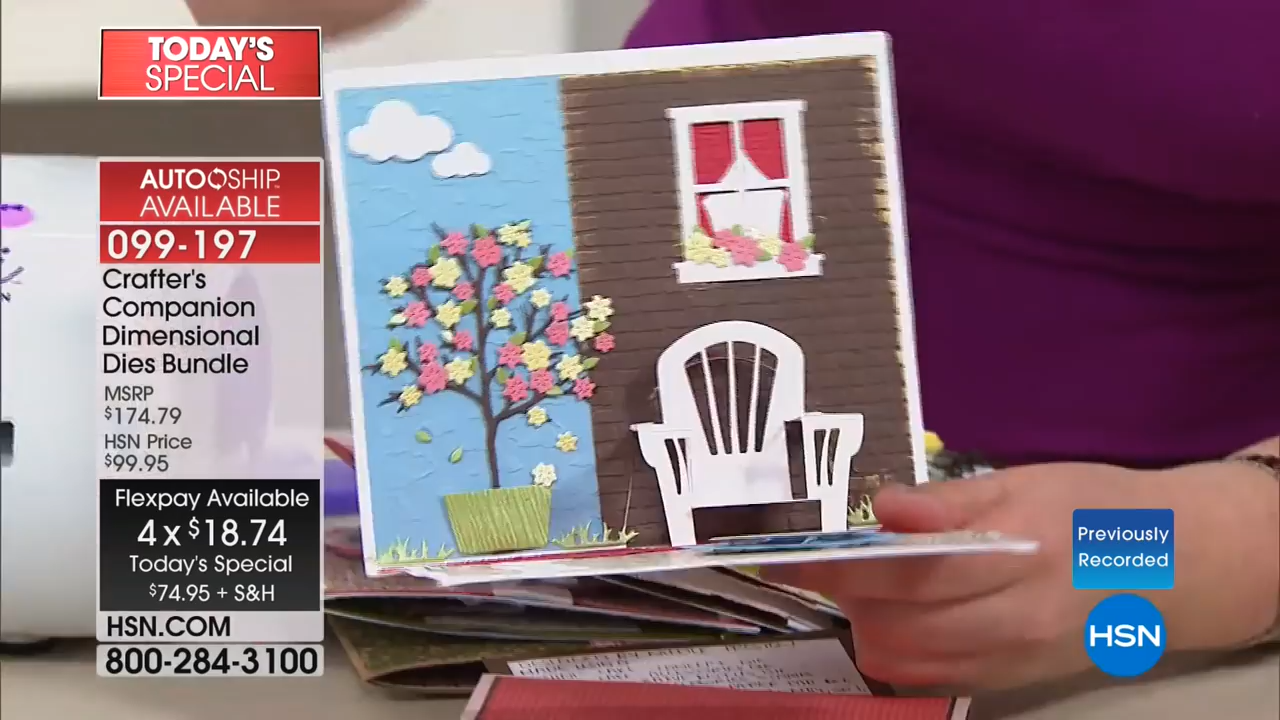 TODAY'S
SPECIAL
AUTOSHIP
AVAILABLE
099-197
Crafter's
Companion
Dimensional
Dies Bundle
MSRP
$174.79
HSN Price
$99.95
Flexpay Available
4 x $18.74
Today's Special
$74.95 + S&H
HSN.COM
800-284-3100
Previously
Recorded
HSN